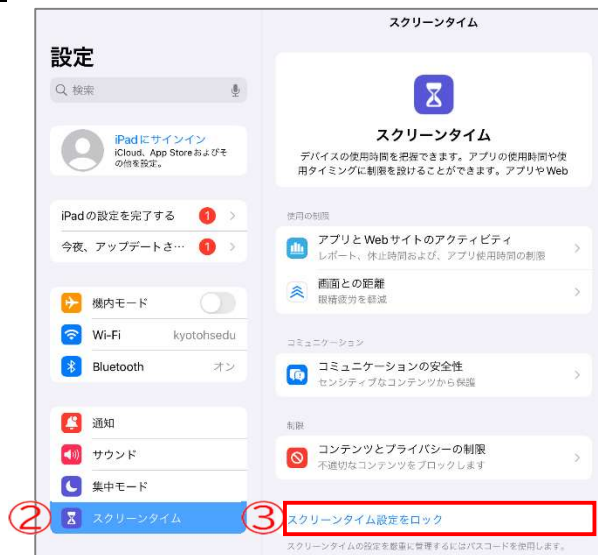 スクリーンタイム
設定
検索
iPadにサインイン
iCloud、App Storeおよびそ
の他を設定。
iPadの設定を完了する 1
今夜、アップデートさ… 1
機内モード
Wi-Fi kyotohsedu
Bluetooth オン
通知
サウンド
集中モード
② スクリーンタイム
スクリーンタイム
デバイスの使用時間を把握できます。アプリの使用時間や使
用タイミングに制限を設けることができます。アプリやWeb
使用の制限
アプリとWebサイトのアクティビティ
レポート、休止時間および、アプリ使用時間の制限
画面との距離
眼精疲労を軽減
コミュニケーション
コミュニケーションの安全性
センシティブなコンテンツから保護
制限
コンテンツとプライバシーの制限
不適切なコンテンツをブロックします
③ スクリーンタイム設定をロック
スクリーンタイムの設定を厳重に管理するにはパスコードを使用します。